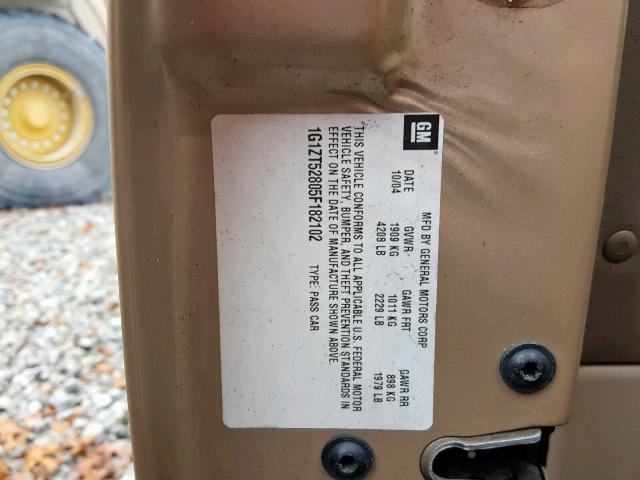 GM
MFD BY GENERAL MOTORS CORP
DATE GVWR GAWR FRT GAWR RR
10/04 1909 KG 1011 KG 898 KG
4208 LB 2229 LB 1979 LB
THIS VEHICLE CONFORMS TO ALL APPLICABLE U.S. FEDERAL MOTOR
VEHICLE SAFETY, BUMPER, AND THEFT PREVENTION STANDARDS IN
EFFECT ON THE DATE OF MANUFACTURE SHOWN ABOVE.
1G1ZT52805F182102 TYPE: PASS CAR